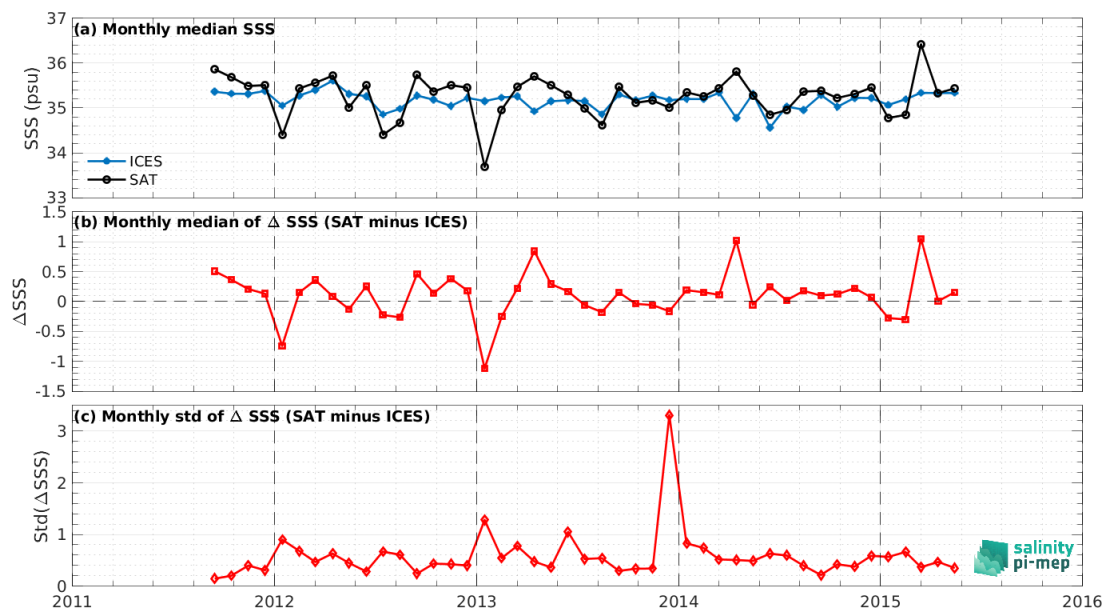 37
(a) Monthly median SSS
36
35
34
33
SSS (psu)
ICES
SAT
1.5
(b) Monthly median of Δ SSS (SAT minus ICES)
1
0.5
0
-0.5
-1
-1.5
ΔSSS
(c) Monthly std of Δ SSS (SAT minus ICES)
3
2
1
0
Std(ΔSSS)
salinity
pi-mep
2011 2012 2013 2014 2015 2016